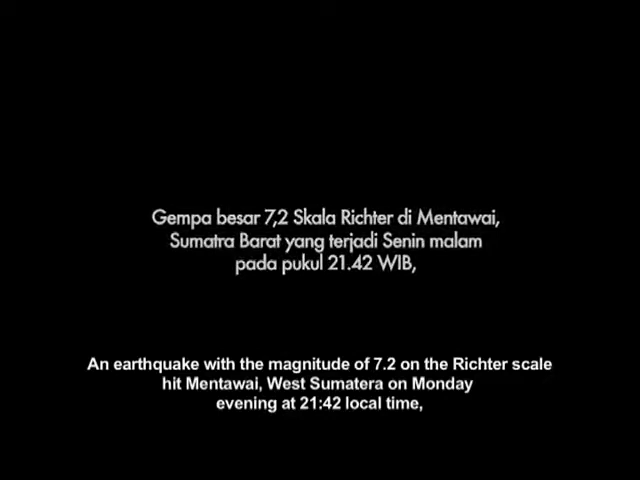 Gempa besar 7,2 Skala Richter di Mentawai,
Sumatra Barat yang terjadi Senin malam
pada pukul 21.42 WIB,
An earthquake with the magnitude of 7.2 on the Richter scale
hit Mentawai, West Sumatera on Monday
evening at 21:42 local time,